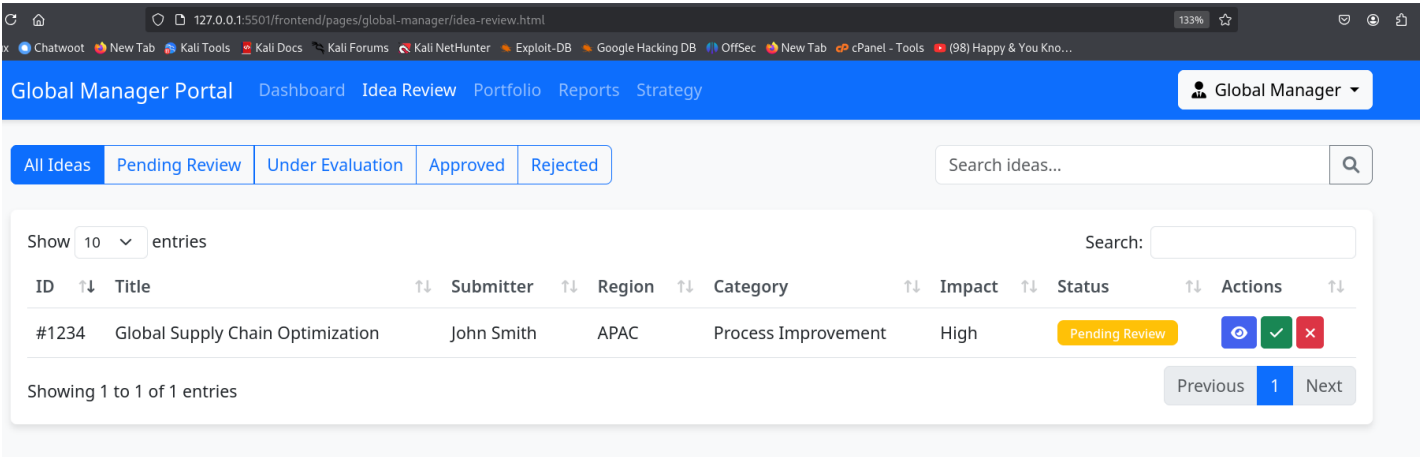 127.0.0.1:5501/frontend/pages/global-manager/idea-review.html 133%
Chatwoot New Tab Kali Tools Kali Docs Kali Forums Kali NetHunter Exploit-DB Google Hacking DB OffSec New Tab cPanel - Tools (98) Happy & You Kno...
Global Manager Portal Dashboard Idea Review Portfolio Reports Strategy Global Manager
All Ideas Pending Review Under Evaluation Approved Rejected Search ideas...
Show 10 entries Search:
ID Title Submitter Region Category Impact Status Actions
#1234 Global Supply Chain Optimization John Smith APAC Process Improvement High Pending Review
Showing 1 to 1 of 1 entries Previous 1 Next